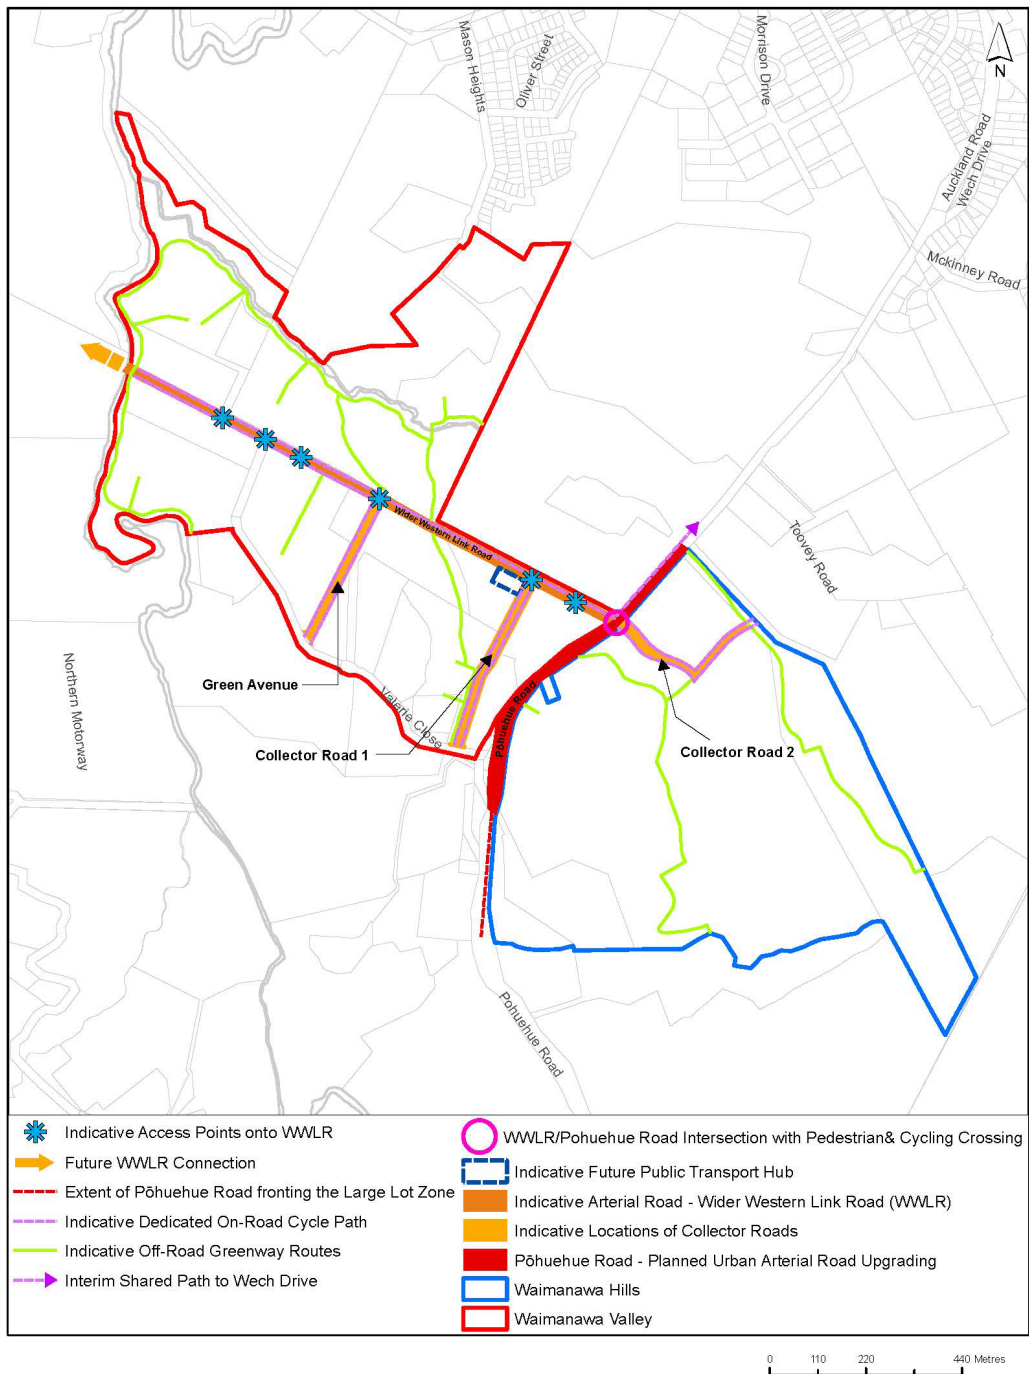 Mason Heights
Oliver Street
Morrison Drive
N
Auckland Road
Wech Drive
Mckinney Road
Toovey Road
Wider Western Link Road
Northern Motorway
Green Avenue
Valerie Close
Collector Road 1
Pōhuehue Road
Collector Road 2
Pohuehue Road
Indicative Access Points onto WWLR
Future WWLR Connection
Extent of Pōhuehue Road fronting the Large Lot Zone
Indicative Dedicated On-Road Cycle Path
Indicative Off-Road Greenway Routes
Interim Shared Path to Wech Drive
WWLR/Pohuehue Road Intersection with Pedestrian& Cycling Crossing
Indicative Future Public Transport Hub
Indicative Arterial Road - Wider Western Link Road (WWLR)
Indicative Locations of Collector Roads
Pōhuehue Road - Planned Urban Arterial Road Upgrading
Waimanawa Hills
Waimanawa Valley
0 110 220 440 Metres